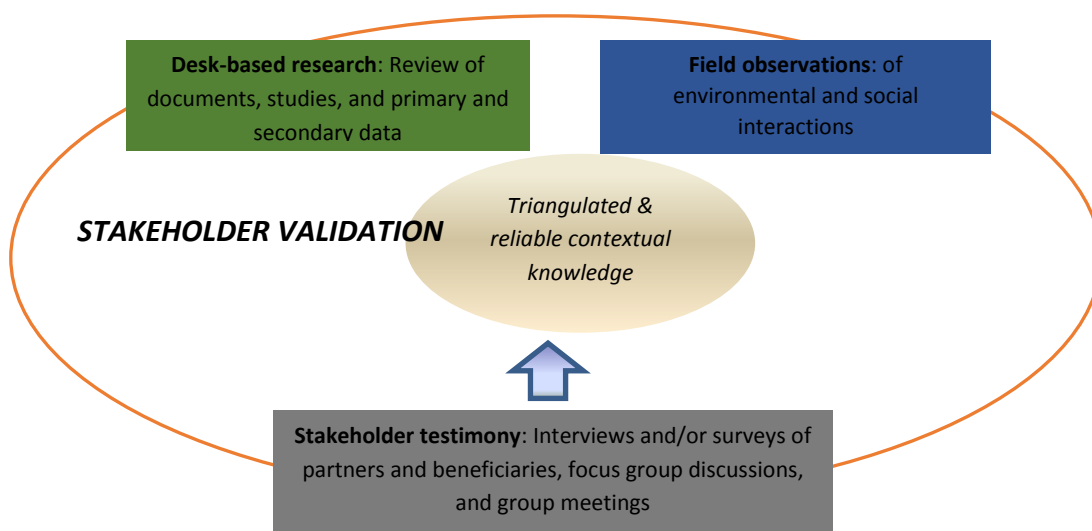 Desk-based research: Review of
documents, studies, and primary and
secondary data
Field observations: of
environmental and social
interactions
STAKEHOLDER VALIDATION
Triangulated &
reliable contextual
knowledge
Stakeholder testimony: Interviews and/or surveys of
partners and beneficiaries, focus group discussions,
and group meetings